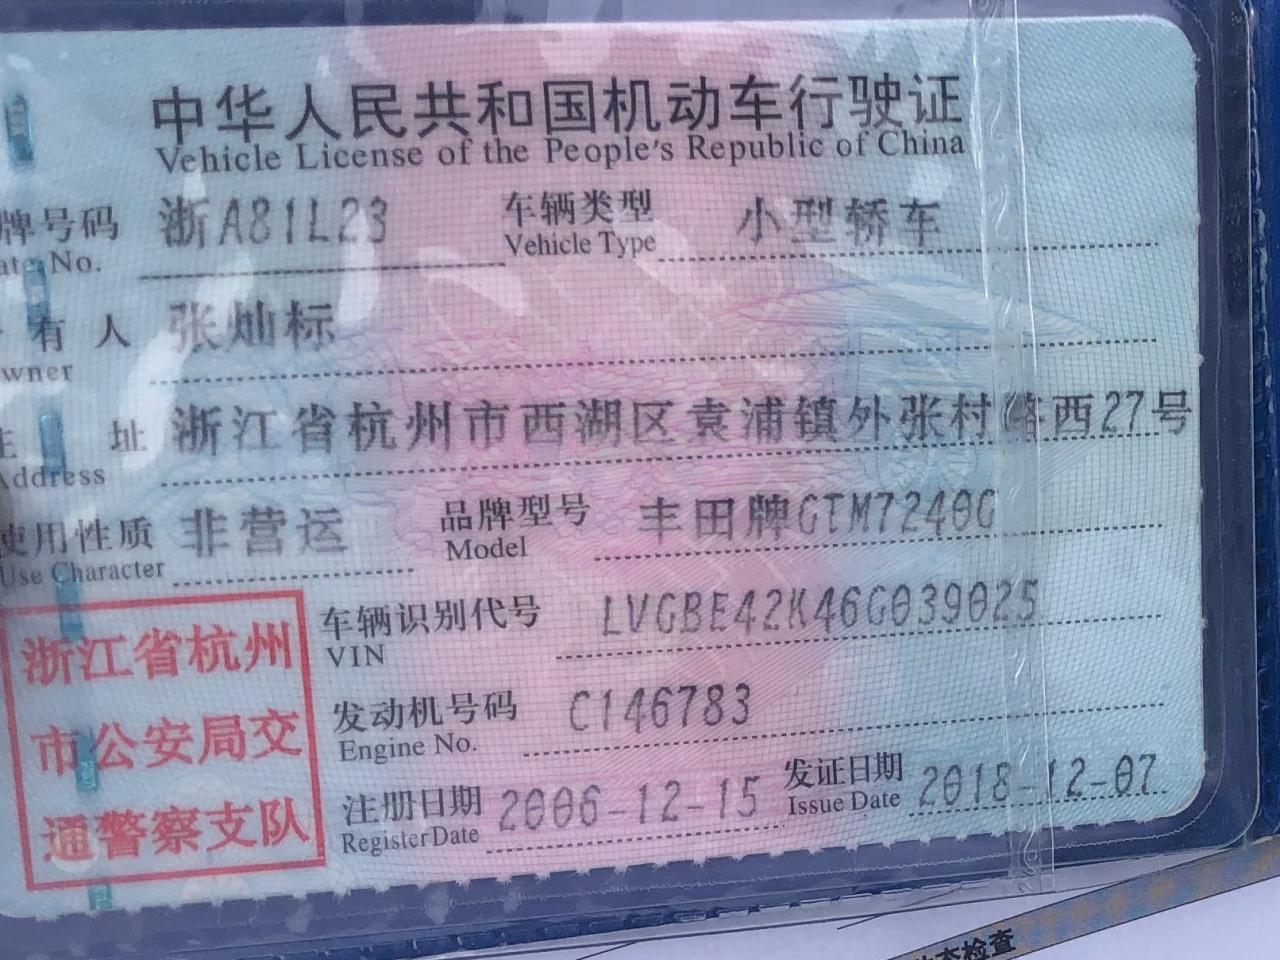 中华人民共和国机动车行驶证
Vehicle License of the People's Republic of China
牌号码 浙A81L23 车辆类型 小型轿车
ate No. Vehicle Type
有人 张灿标
wner
址 浙江省杭州市西湖区袁浦镇外张村 西27号
Address
使用性质 非营运 品牌型号 丰田牌GTM7240G
Use Character Model
车辆识别代号 LVGBE42K46G039025
VIN
发动机号码 C146783
Engine No.
注册日期 2006-12-15 发证日期 2018-12-07
Register Date Issue Date
浙江省杭州
市公安局交
通警察支队
检查